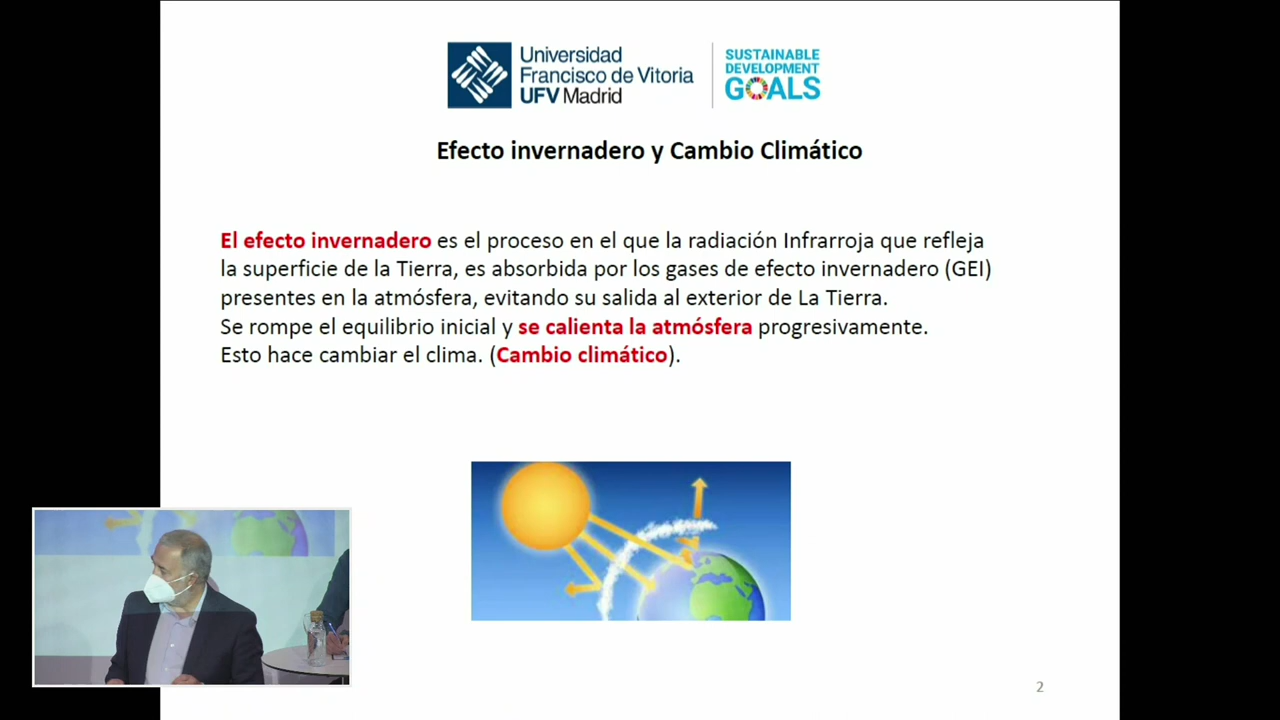 Universidad
Francisco de Vitoria
UFV Madrid
SUSTAINABLE
DEVELOPMENT
GOALS
Efecto invernadero y Cambio Climático
El efecto invernadero es el proceso en el que la radiación Infrarroja que refleja
la superficie de la Tierra, es absorbida por los gases de efecto invernadero (GEI)
presentes en la atmósfera, evitando su salida al exterior de La Tierra.
Se rompe el equilibrio inicial y se calienta la atmósfera progresivamente.
Esto hace cambiar el clima. (Cambio climático).
2